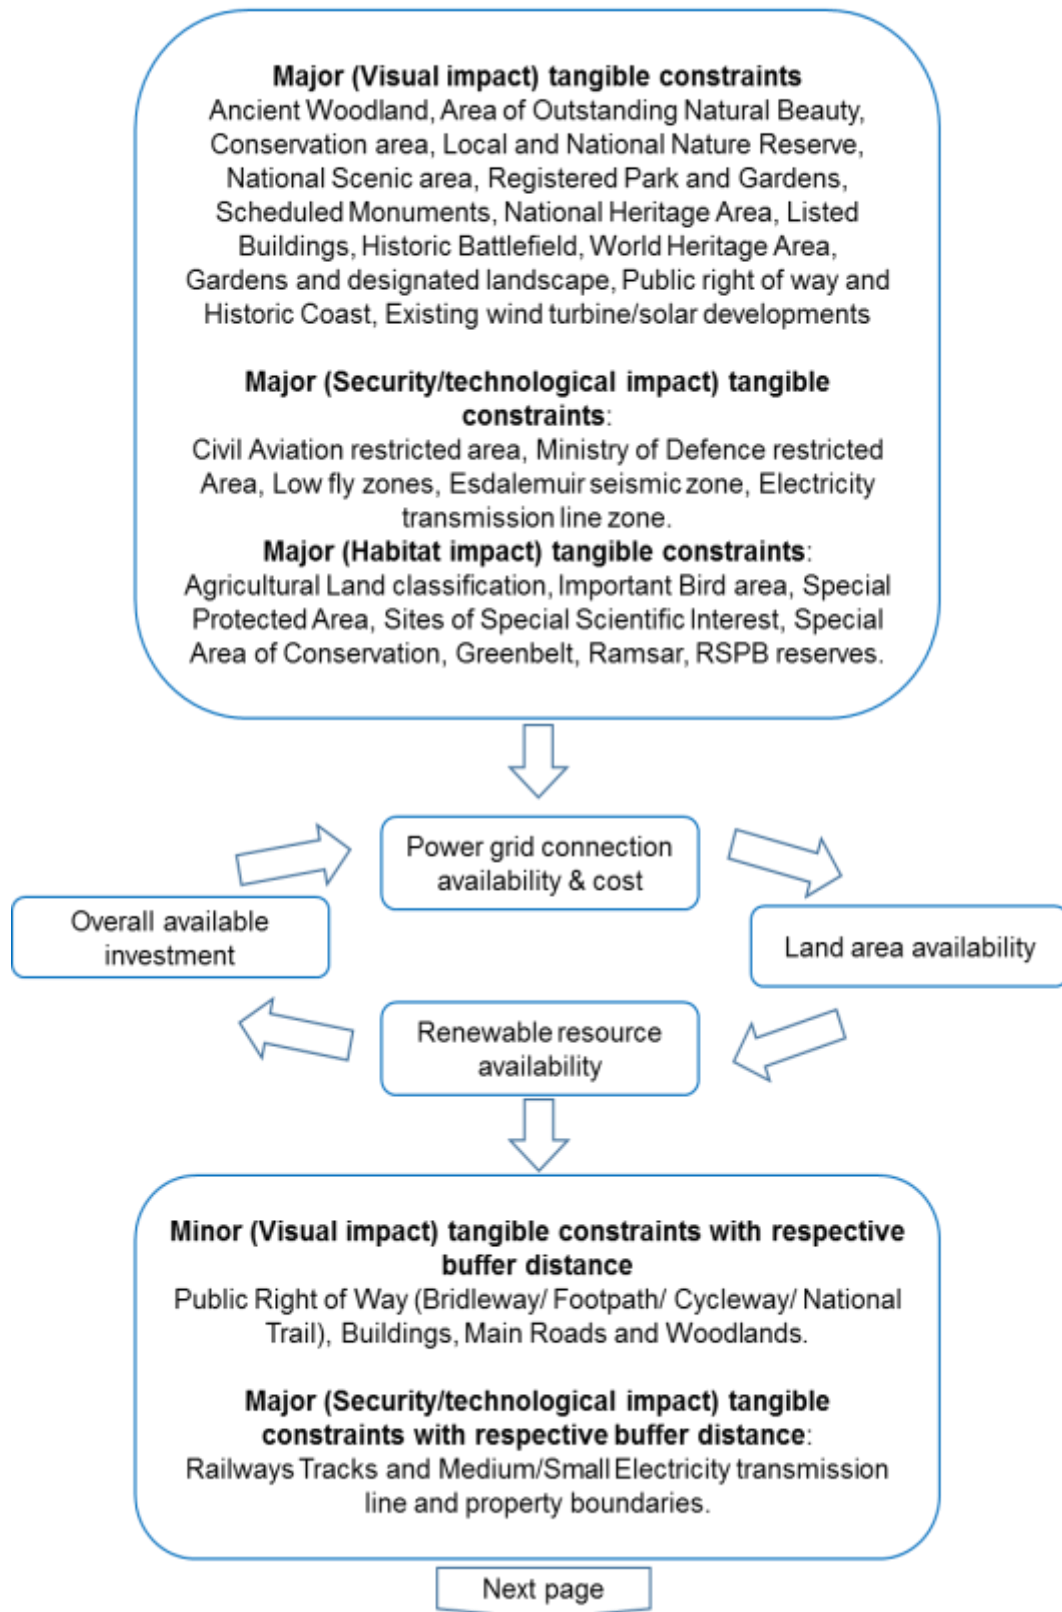 Major (Visual impact) tangible constraints
Ancient Woodland, Area of Outstanding Natural Beauty,
Conservation area, Local and National Nature Reserve,
National Scenic area, Registered Park and Gardens,
Scheduled Monuments, National Heritage Area, Listed
Buildings, Historic Battlefield, World Heritage Area,
Gardens and designated landscape, Public right of way and
Historic Coast, Existing wind turbine/solar developments
Major (Security/technological impact) tangible
constraints:
Civil Aviation restricted area, Ministry of Defence restricted
Area, Low fly zones, Esdalemuir seismic zone, Electricity
transmission line zone.
Major (Habitat impact) tangible constraints:
Agricultural Land classification, Important Bird area, Special
Protected Area, Sites of Special Scientific Interest, Special
Area of Conservation, Greenbelt, Ramsar, RSPB reserves.
Power grid connection
availability & cost
Overall available
investment
Land area availability
Renewable resource
availability
Minor (Visual impact) tangible constraints with respective
buffer distance
Public Right of Way (Bridleway/ Footpath/ Cycleway/ National
Trail), Buildings, Main Roads and Woodlands.
Major (Security/technological impact) tangible
constraints with respective buffer distance:
Railways Tracks and Medium/Small Electricity transmission
line and property boundaries.
Next page